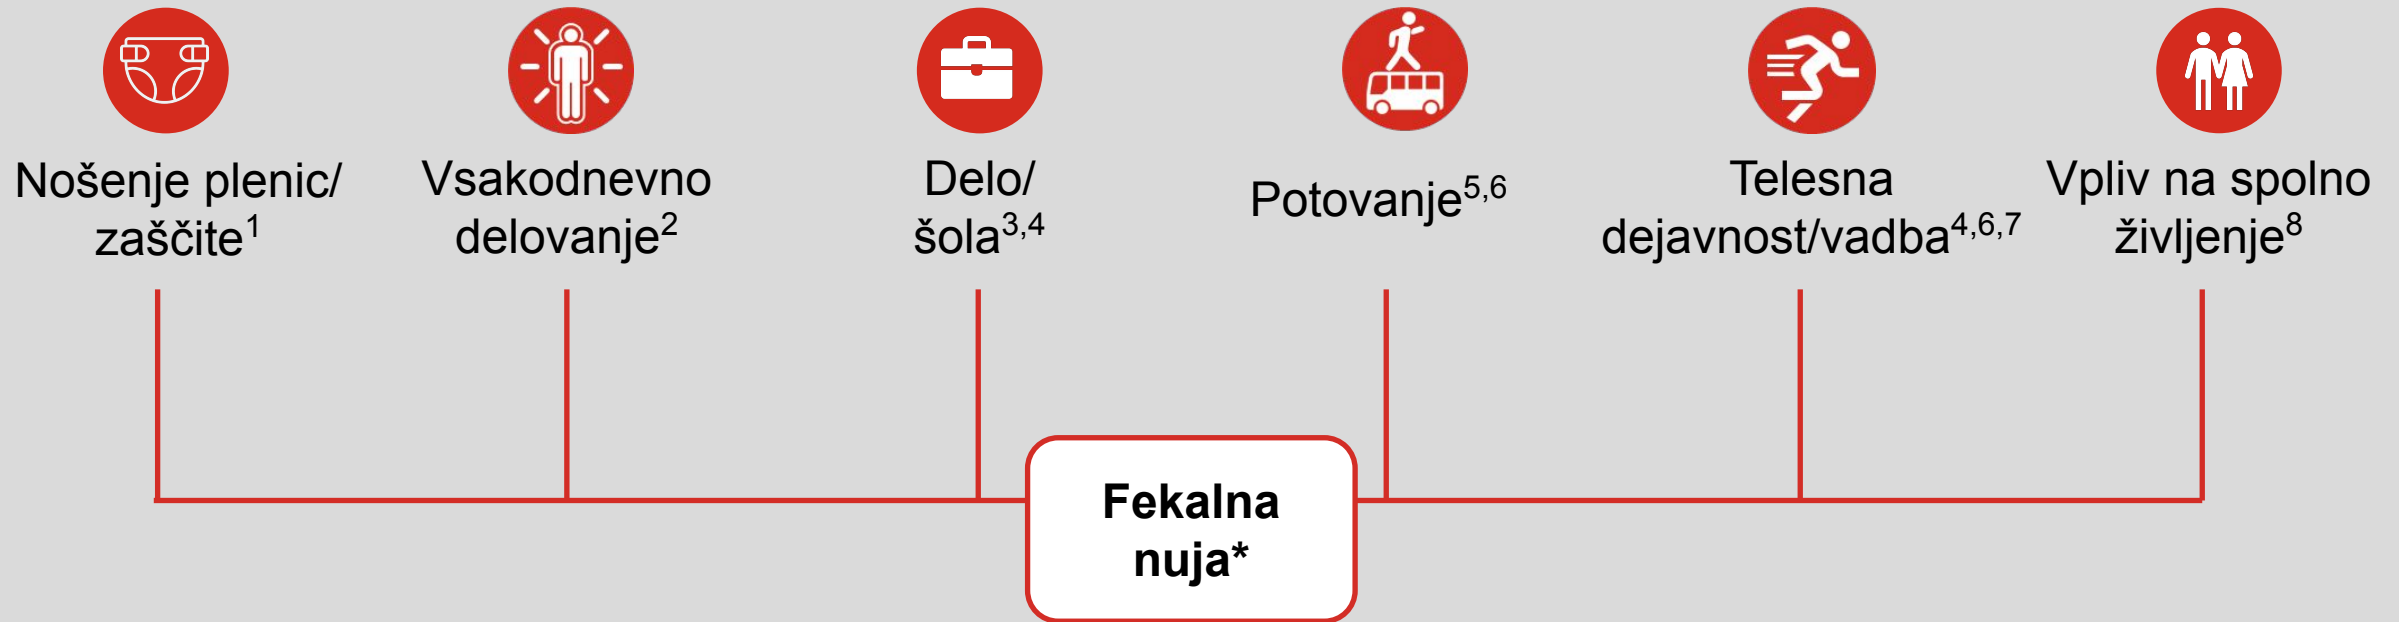 Nošenje plenic/
zaščite1
Vsakodnevno
delovanje2
Delo/
šola3,4
Potovanje5,6
Telesna
dejavnost/vadba4,6,7
Vpliv na spolno
življenje8
Fekalna
nuja*